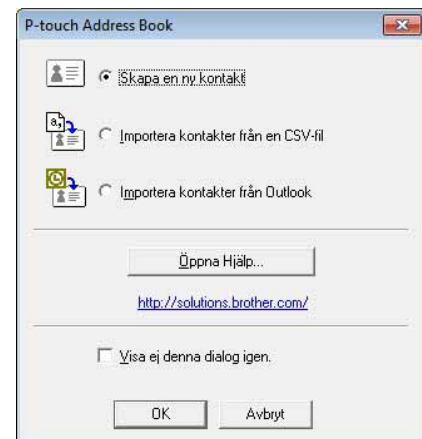 P-touch Address Book
Skapa en ny kontakt
a,
Importera kontakter från en CSV-fil
Importera kontakter från Outlook
Öppna Hjälp...
http://solutions.brother.com/
Visa ej denna dialog igen.
OK
Avbryt